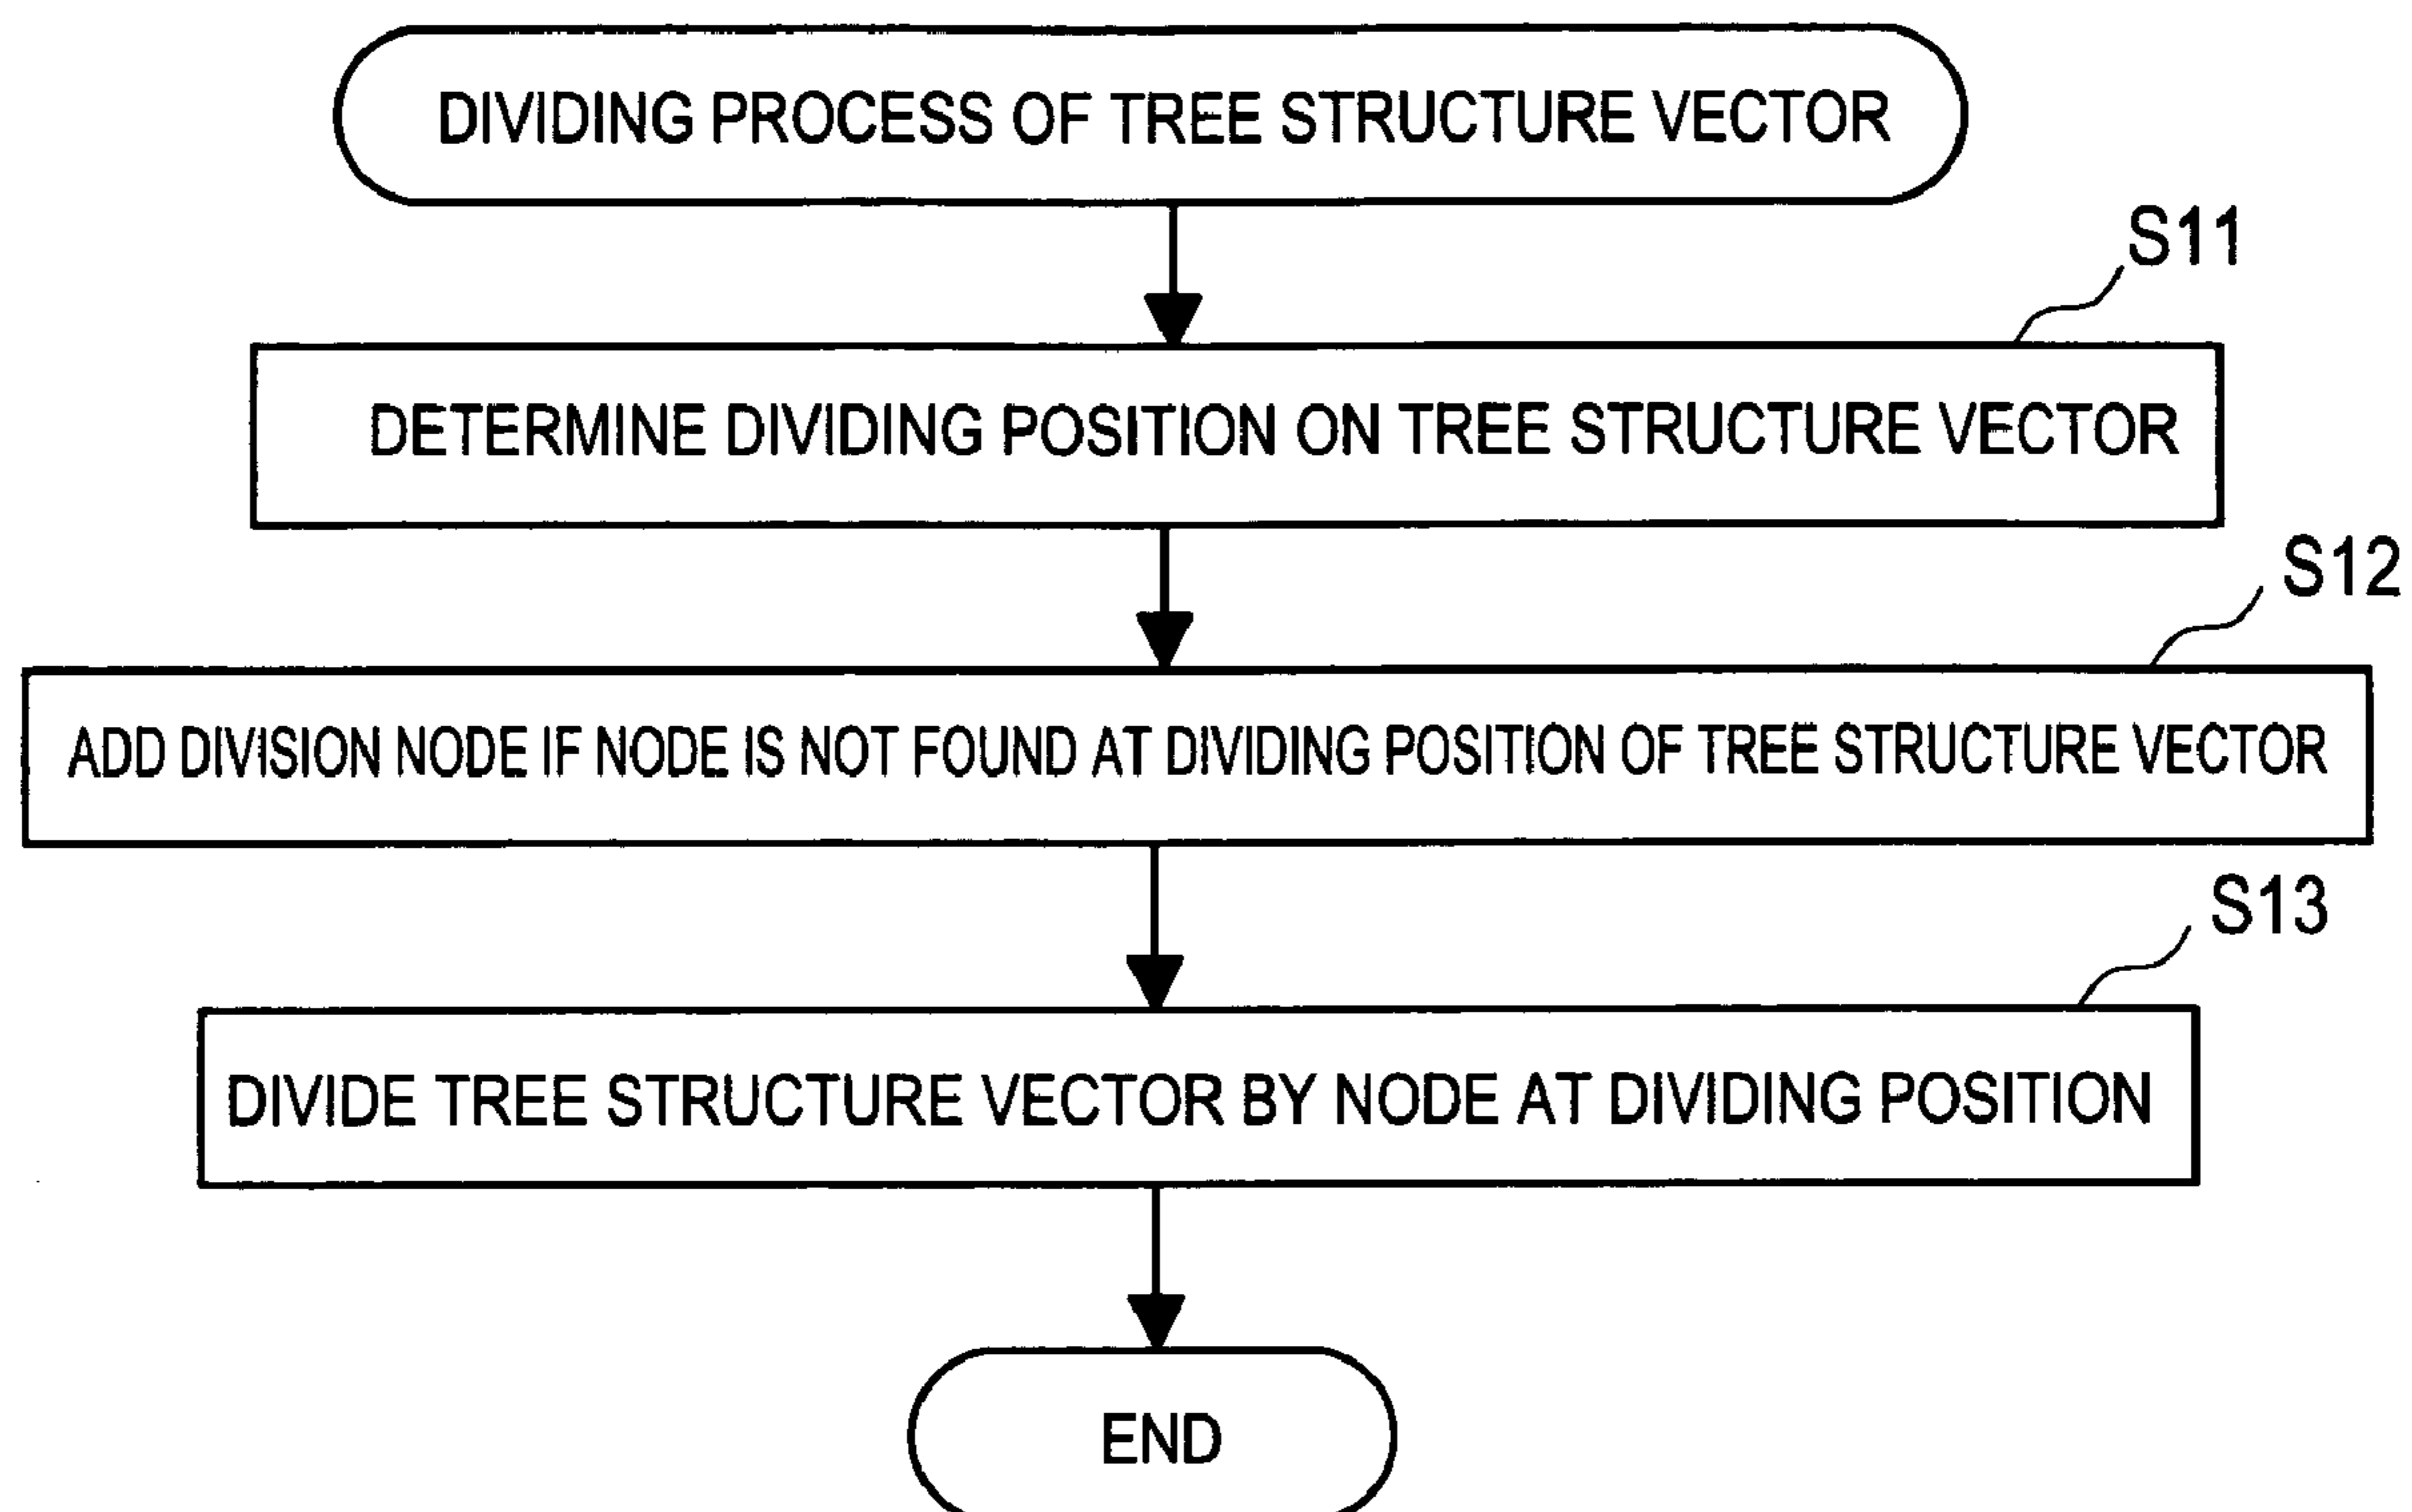 DIVIDING PROCESS OF TREE STRUCTURE VECTOR
S11
DETERMINE DIVIDING POSITION ON TREE STRUCTURE VECTOR
S12
ADD DIVISION NODE IF NODE IS NOT FOUND AT DIVIDING POSITION OF TREE STRUCTURE VECTOR
S13
DIVIDE TREE STRUCTURE VECTOR BY NODE AT DIVIDING POSITION
END